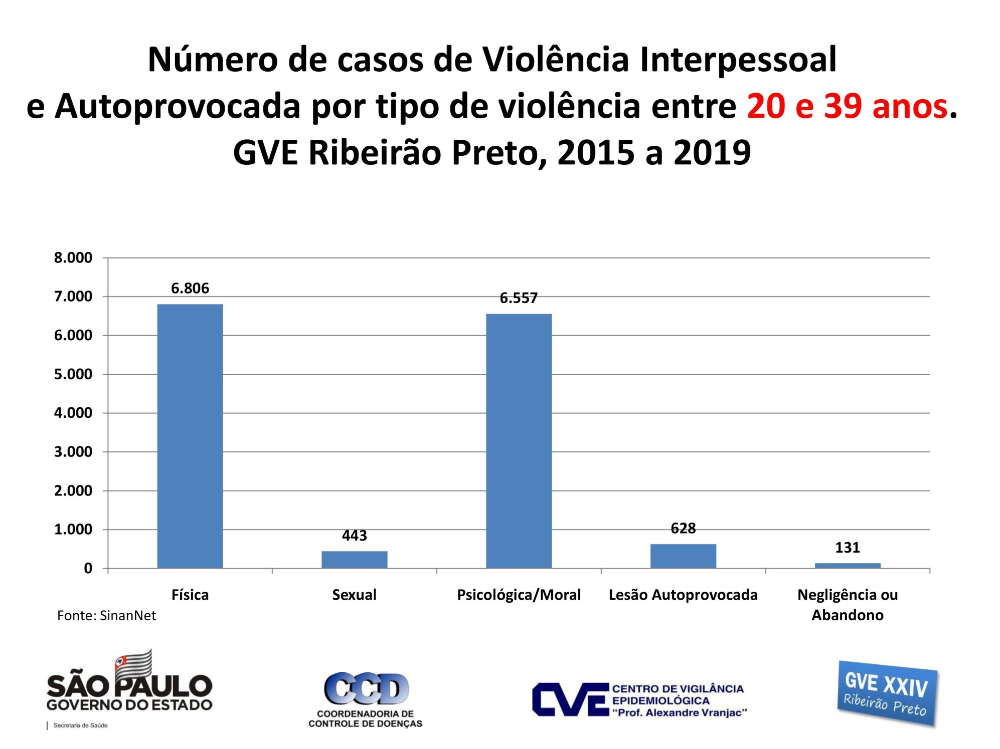 Número de casos de Violência Interpessoal
e Autoprovocada por tipo de violência entre 20 e 39 anos.
GVE Ribeirão Preto, 2015 a 2019
8.000
7.000
6.000
5.000
4.000
3.000
2.000
1.000
0
6.806
443
6.557
628
131
Física
Sexual
Psicológica/Moral
Lesão Autoprovocada
Negligência ou
Abandono
Fonte: SinanNet
SÃO PAULO
GOVERNO DO ESTADO
Secretaria de Saúde
CCD
COORDENADORIA DE
CONTROLE DE DOENÇAS
CVE
CENTRO DE VIGILÂNCIA
EPIDEMIOLÓGICA
“Prof. Alexandre Vranjac”
GVE XXIV
Ribeirão Preto